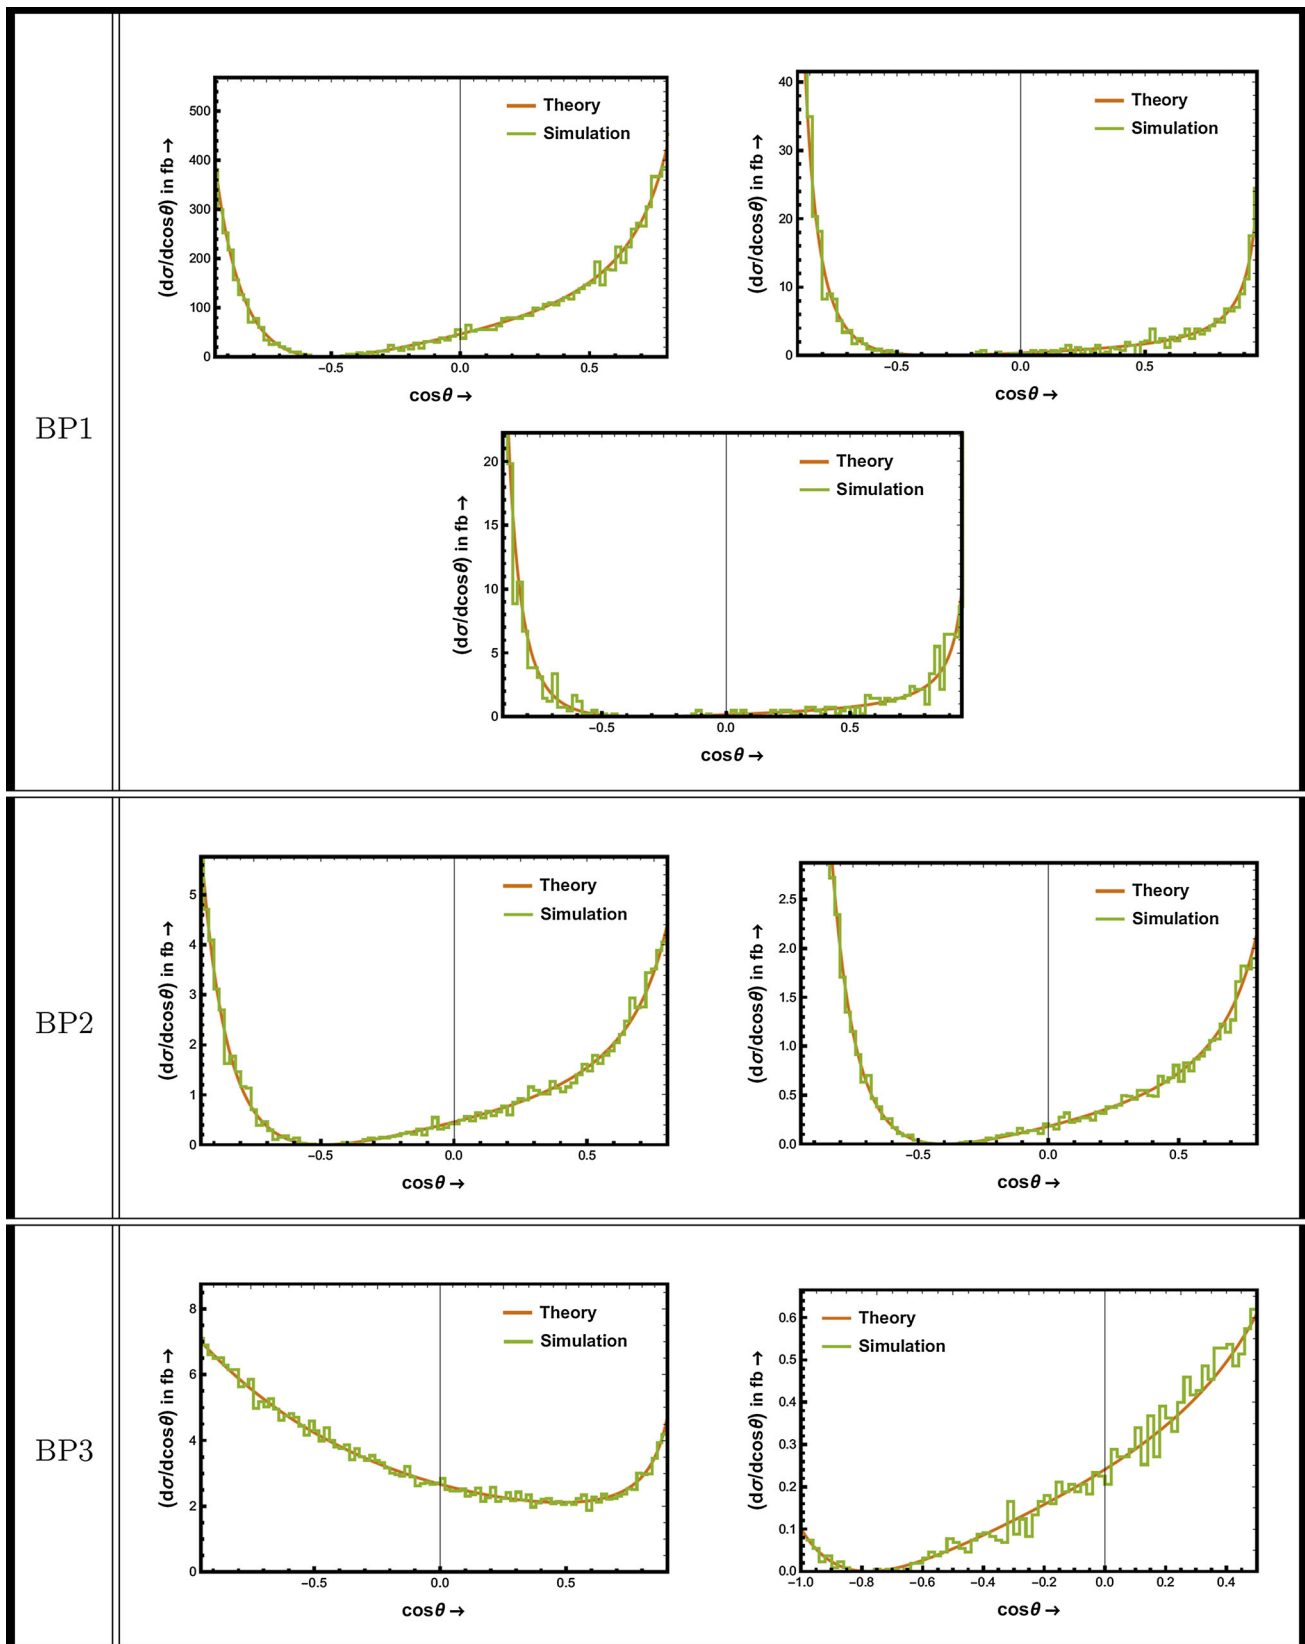 BP1
Theory
Simulation
(dσ/dcosθ) in fb →
500
400
300
200
100
0
−0.5
0.0
0.5
cosθ →
Theory
Simulation
(dσ/dcosθ) in fb →
40
30
20
10
0
−0.5
0.0
0.5
cosθ →
Theory
Simulation
(dσ/dcosθ) in fb →
20
15
10
5
0
−0.5
0.0
0.5
cosθ →
BP2
Theory
Simulation
(dσ/dcosθ) in fb →
5
4
3
2
1
0
−0.5
0.0
0.5
cosθ →
Theory
Simulation
(dσ/dcosθ) in fb →
2.5
2.0
1.5
1.0
0.5
0.0
−0.5
0.0
0.5
cosθ →
BP3
Theory
Simulation
(dσ/dcosθ) in fb →
8
6
4
2
0
−0.5
0.0
0.5
cosθ →
Theory
Simulation
(dσ/dcosθ) in fb →
0.6
0.5
0.4
0.3
0.2
0.1
0.0
−1.0
−0.8
−0.6
−0.4
−0.2
0.0
0.2
0.4
cosθ →